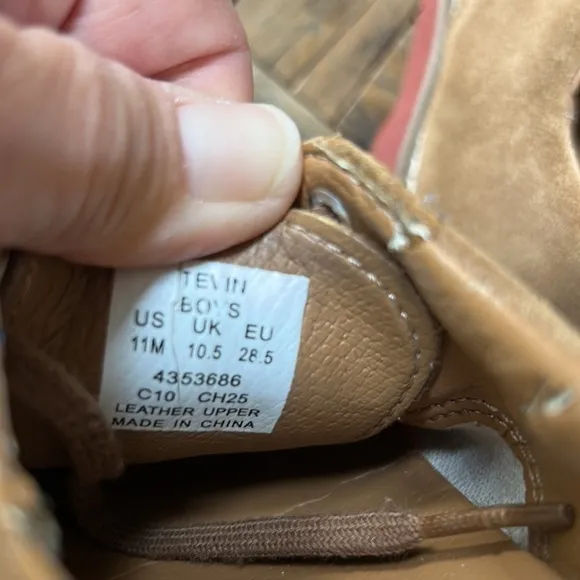 TEVIN
BOYS
US UK EU
11M 10.5 28.5
4353686
C10 CH25
LEATHER UPPER
MADE IN CHINA